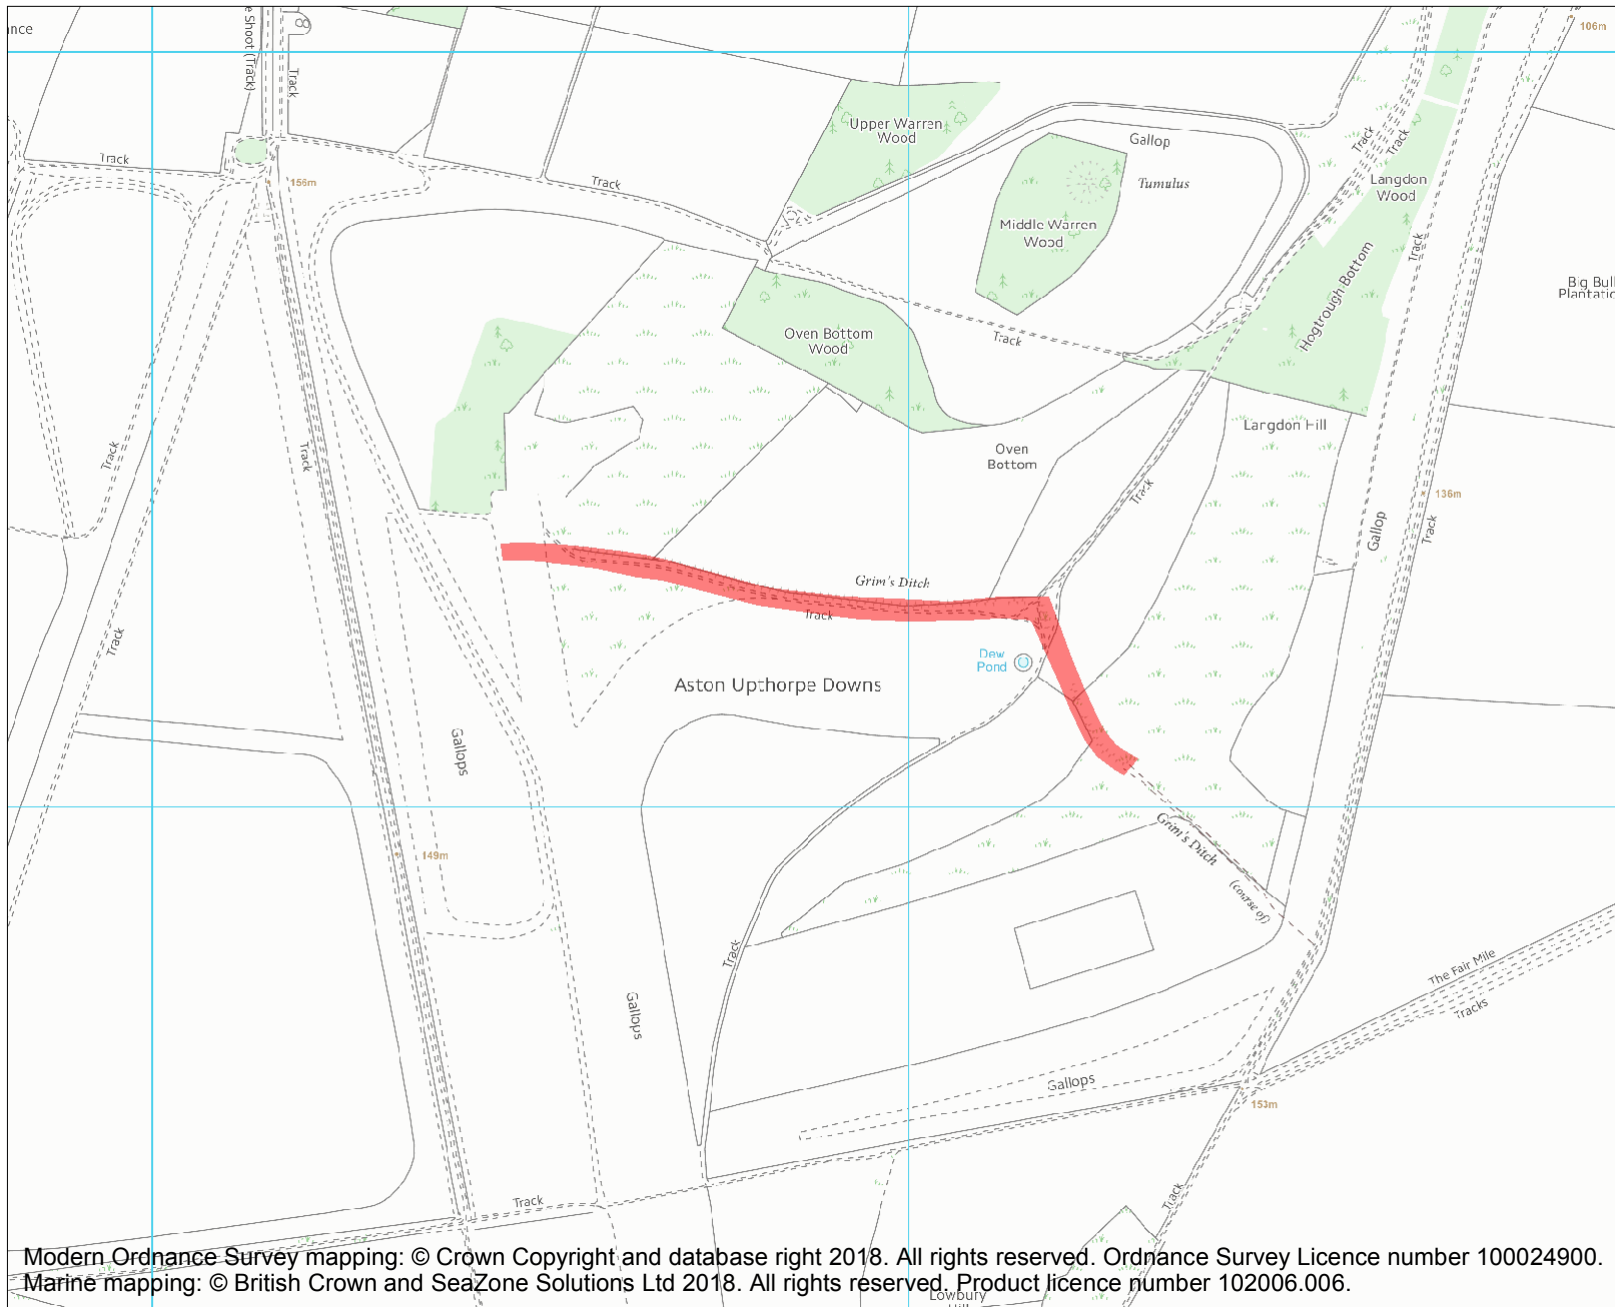 106m
Shoot (Track)
Track
Upper Warren
Wood
Gallop
Track
Track
Track
156m
Track
Tumulus
Langdon
Wood
Middle Warren
Wood
Track
Hogtrough Bottom
Oven Bottom
Wood
Track
Langdon Hill
Track
Track
Oven
Bottom
Track
136m
Gallop
Track
Grim's Ditch
Track
Track
Dew
Pond
Aston Upthorpe Downs
Gallops
Grim's Ditch
(course of)
149m
Track
The Fair Mile
Tracks
Gallops
Gallops
153m
Track
Track
Modern Ordnance Survey mapping: © Crown Copyright and database right 2018. All rights reserved. Ordnance Survey Licence number 100024900.
Marine mapping: © British Crown and SeaZone Solutions Ltd 2018. All rights reserved. Product licence number 102006.006.
Lowbury